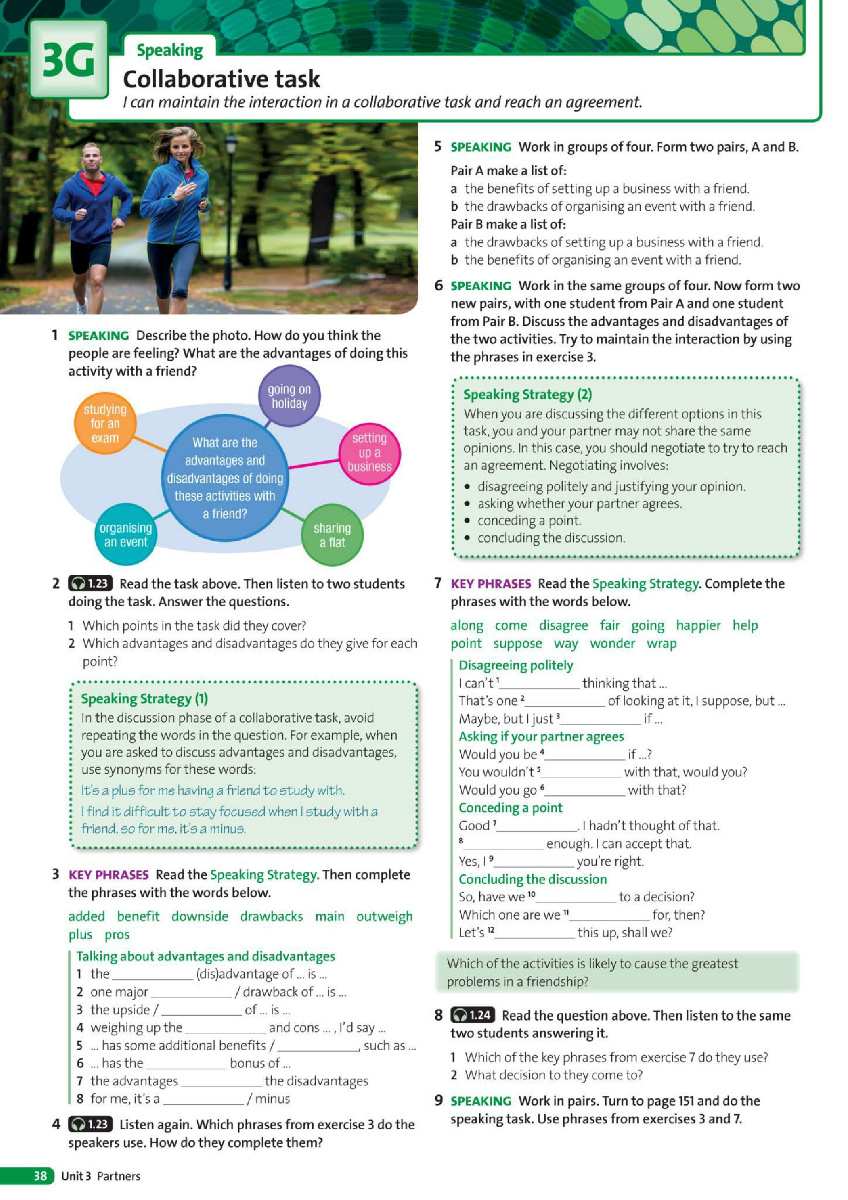 3G
Speaking
Collaborative task
I can maintain the interaction in a collaborative task and reach an agreement.
1 SPEAKING Describe the photo. How do you think the
people are feeling? What are the advantages of doing this
activity with a friend?
studying
for an
exam
going on
holiday
What are the
advantages and
disadvantages of doing
these activities with
a friend?
setting
up a
business
organising
an event
sharing
a flat
2 1.23 Read the task above. Then listen to two students
doing the task. Answer the questions.
1 Which points in the task did they cover?
2 Which advantages and disadvantages do they give for each
point?
Speaking Strategy (1)
In the discussion phase of a collaborative task, avoid
repeating the words in the question. For example, when
you are asked to discuss advantages and disadvantages,
use synonyms for these words:
It's a plus for me having a friend to study with.
I find it difficult to stay focused when I study with a
friend, so for me, it's a minus.
3 KEY PHRASES Read the Speaking Strategy. Then complete
the phrases with the words below.
added benefit downside drawbacks main outweigh
plus pros
Talking about advantages and disadvantages
1 the ____________ (dis)advantage of ... is ...
2 one major ____________ / drawback of ... is ...
3 the upside / ____________ of ... is ...
4 weighing up the ____________ and cons ... , I'd say ...
5 ... has some additional benefits / ____________, such as ...
6 ... has the ____________ bonus of ...
7 the advantages ____________ the disadvantages
8 for me, it's a ____________ / minus
4 1.23 Listen again. Which phrases from exercise 3 do the
speakers use. How do they complete them?
5 SPEAKING Work in groups of four. Form two pairs, A and B.
Pair A make a list of:
a the benefits of setting up a business with a friend.
b the drawbacks of organising an event with a friend.
Pair B make a list of:
a the drawbacks of setting up a business with a friend.
b the benefits of organising an event with a friend.
6 SPEAKING Work in the same groups of four. Now form two
new pairs, with one student from Pair A and one student
from Pair B. Discuss the advantages and disadvantages of
the two activities. Try to maintain the interaction by using
the phrases in exercise 3.
Speaking Strategy (2)
When you are discussing the different options in this
task, you and your partner may not share the same
opinions. In this case, you should negotiate to try to reach
an agreement. Negotiating involves:
• disagreeing politely and justifying your opinion.
• asking whether your partner agrees.
• conceding a point.
• concluding the discussion.
7 KEY PHRASES Read the Speaking Strategy. Complete the
phrases with the words below.
along come disagree fair going happier help
point suppose way wonder wrap
Disagreeing politely
I can't 1____________ thinking that ...
That's one 2____________ of looking at it, I suppose, but ...
Maybe, but I just 3____________ if ...
Asking if your partner agrees
Would you be 4____________ if ...?
You wouldn't 5____________ with that, would you?
Would you go 6____________ with that?
Conceding a point
Good 7____________. I hadn't thought of that.
8____________ enough. I can accept that.
Yes, I 9____________ you're right.
Concluding the discussion
So, have we 10____________ to a decision?
Which one are we 11____________ for, then?
Let's 12____________ this up, shall we?
Which of the activities is likely to cause the greatest
problems in a friendship?
8 1.24 Read the question above. Then listen to the same
two students answering it.
1 Which of the key phrases from exercise 7 do they use?
2 What decision to they come to?
9 SPEAKING Work in pairs. Turn to page 151 and do the
speaking task. Use phrases from exercises 3 and 7.
38 Unit 3 Partners